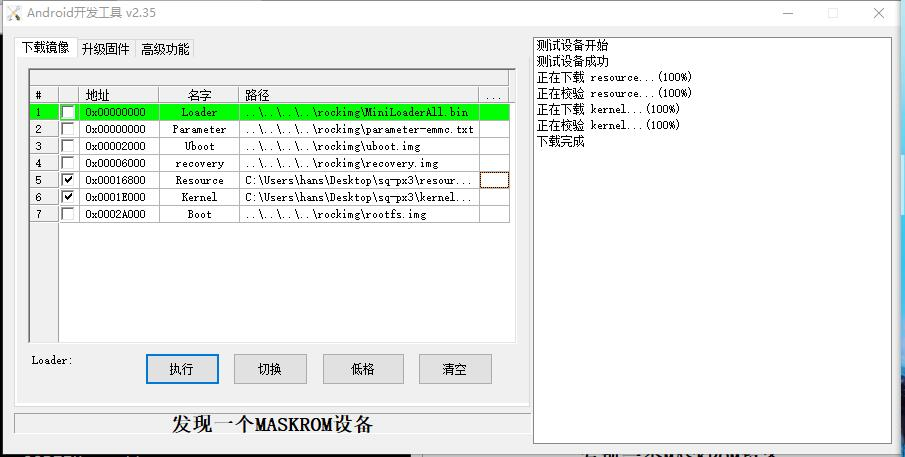 Android开发工具 v2.35
下载镜像 升级固件 高级功能
# 地址 名字 路径 ...
1 0x00000000 Loader ..\..\..\..\rockimg\MiniLoaderAll.bin
2 0x00000000 Parameter ..\..\..\..\rockimg\parameter-emmc.txt
3 0x00002000 Uboot ..\..\..\..\rockimg\uboot.img
4 0x00006000 recovery ..\..\..\..\rockimg\recovery.img
5 0x00016800 Resource C:\Users\hans\Desktop\sq-px3\resour...
6 0x0001E000 Kernel C:\Users\hans\Desktop\sq-px3\kernel...
7 0x0002A000 Boot ..\..\..\..\rockimg\rootfs.img
Loader:
执行 切换 低格 清空
发现一个MASKROM设备
测试设备开始
测试设备成功
正在下载 resource...(100%)
正在校验 resource...(100%)
正在下载 kernel...(100%)
正在校验 kernel...(100%)
下载完成